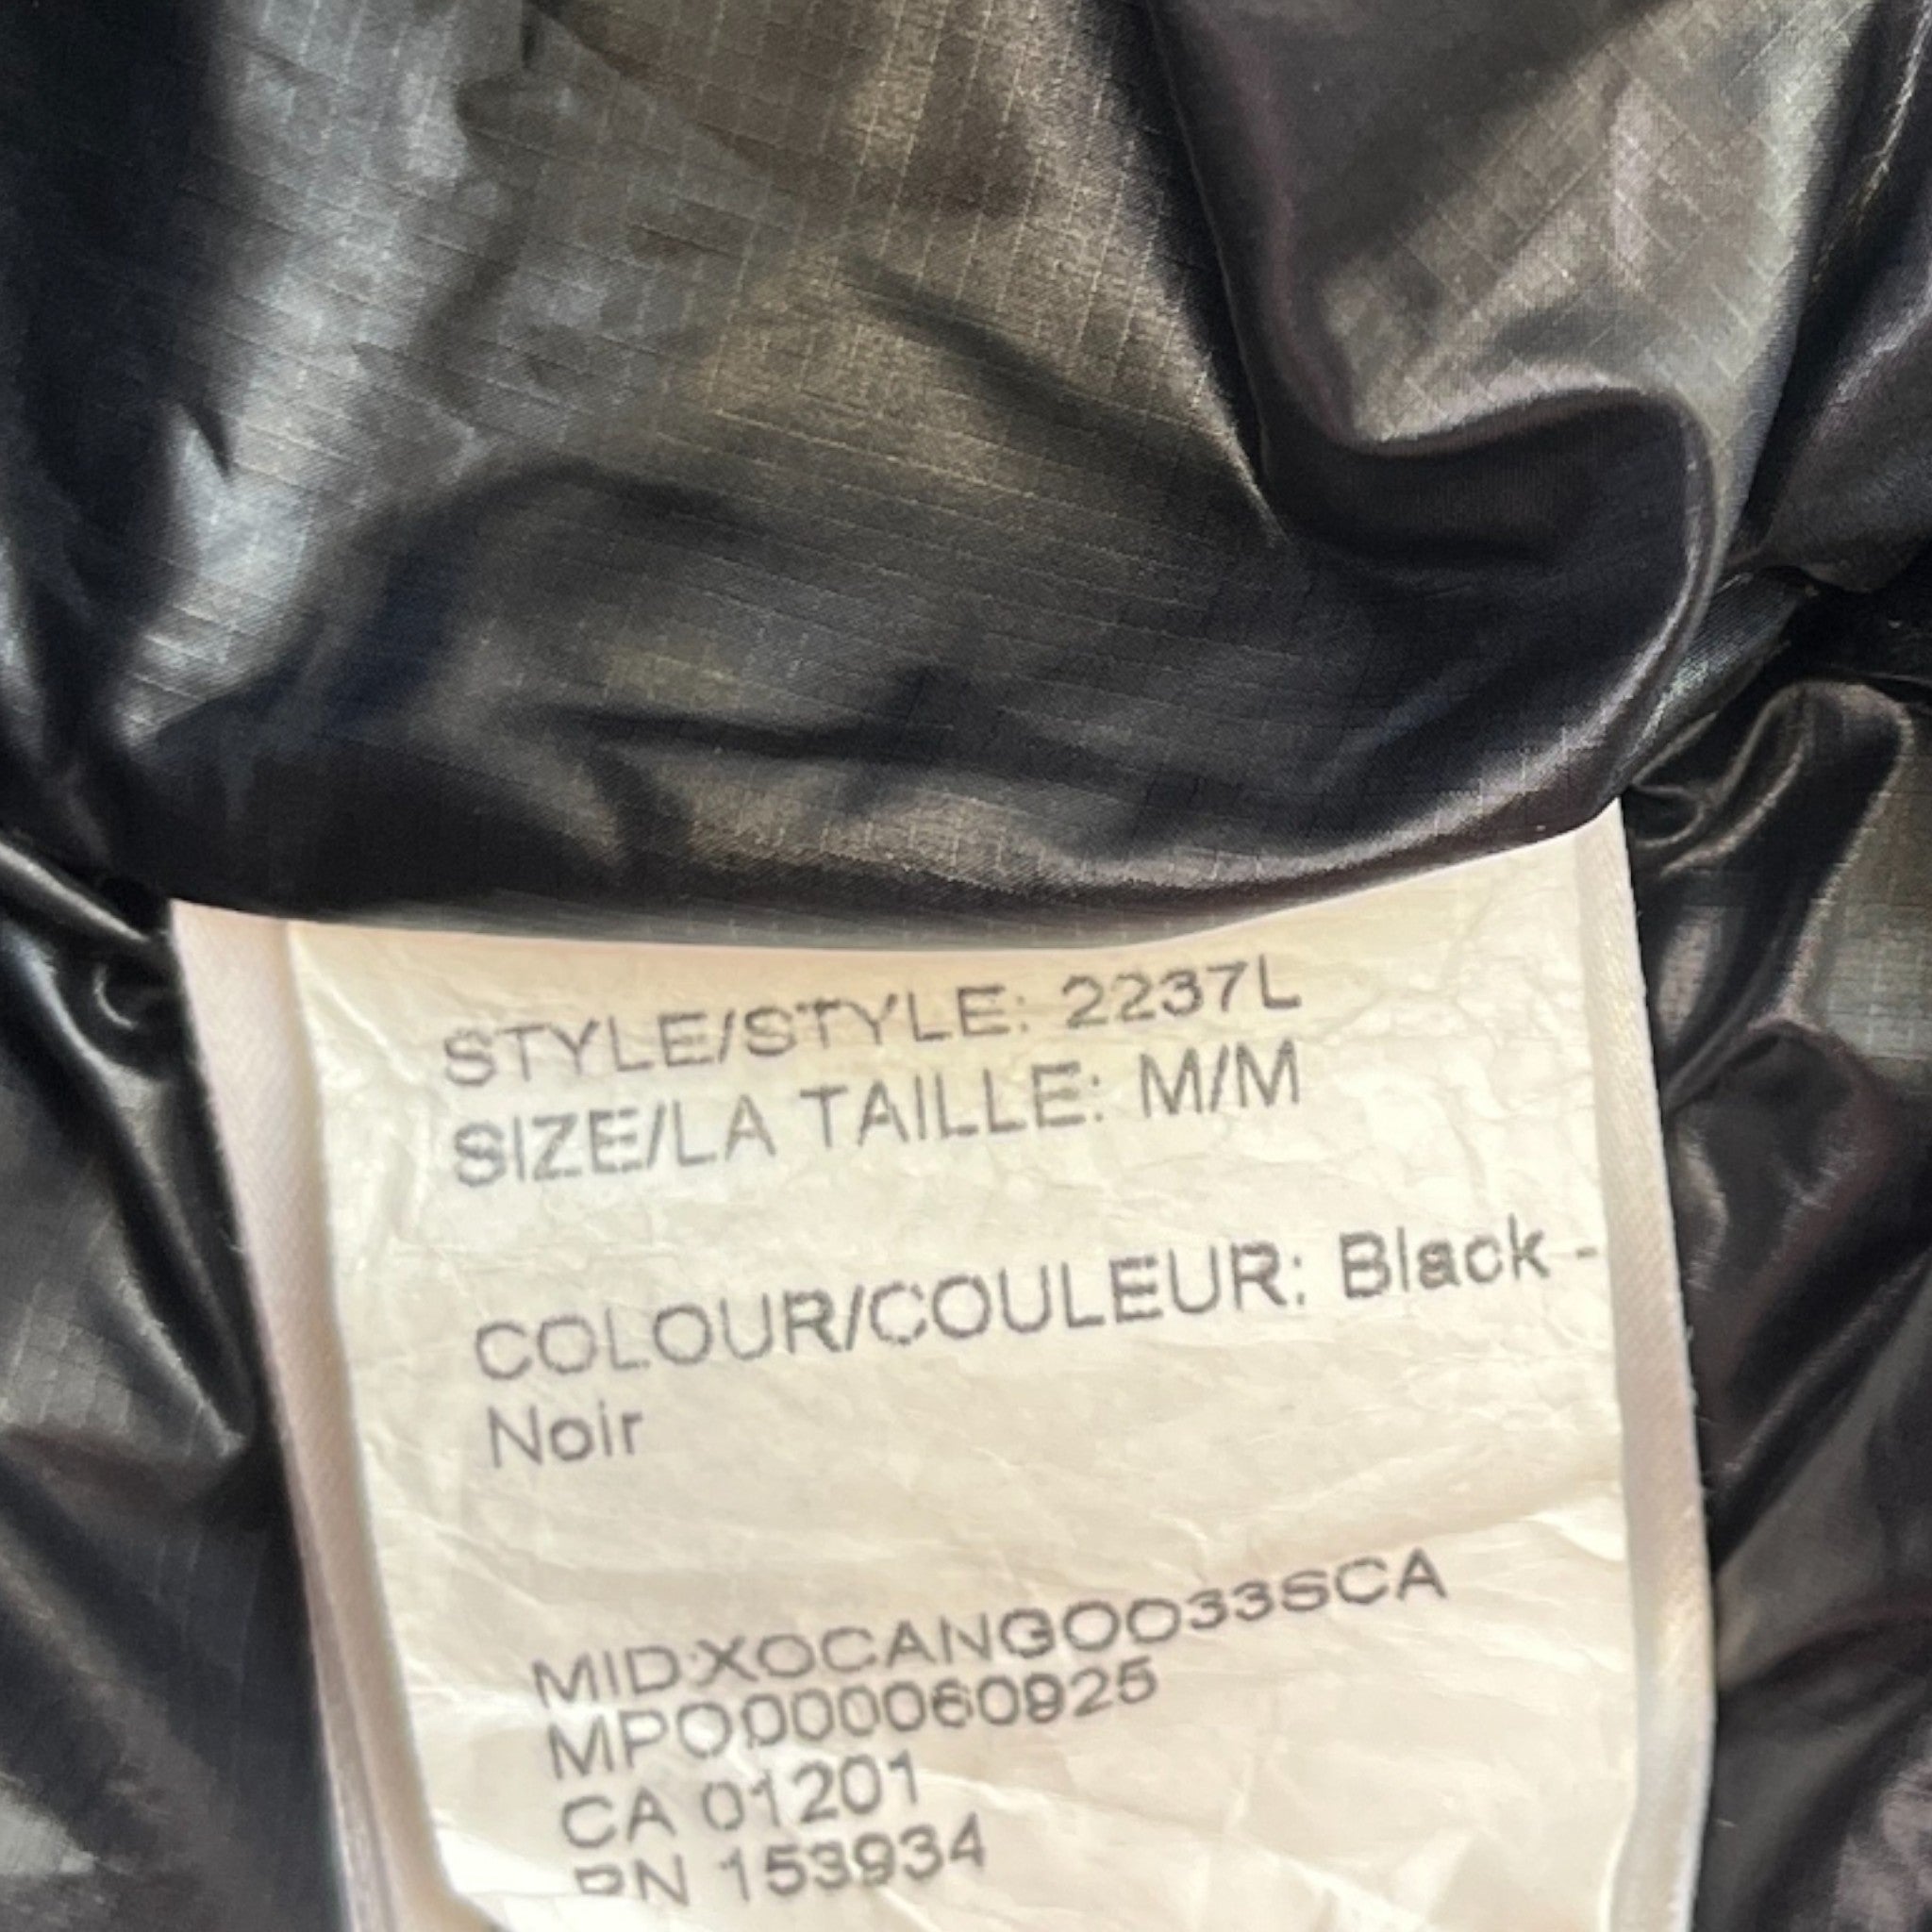 STYLE/STYLE: 2237L
SIZE/LA TAILLE: M/M
COLOUR/COULEUR: Black -
Noir
MID:XOCANGOO33SCA
MPO000060925
CA 01201
RN 153934